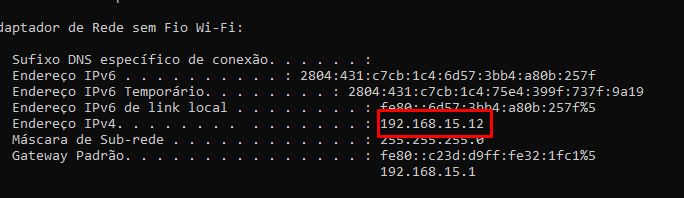 daptador de Rede sem Fio Wi-Fi:
Sufixo DNS específico de conexão. . . . . . :
Endereço IPv6 . . . . . . . . . . : 2804:431:c7cb:1c4:6d57:3bb4:a80b:257f
Endereço IPv6 Temporário. . . . . . . . : 2804:431:c7cb:1c4:75e4:399f:737f:9a19
Endereço IPv6 de link local . . . . . . . . : fe80::6d57:3bb4:a80b:257f%5
Endereço IPv4. . . . . . . . . . . . . . . : 192.168.15.12
Máscara de Sub-rede . . . . . . . . . . . . : 255.255.255.0
Gateway Padrão. . . . . . . . . . . . . . . : fe80::c23d:d9ff:fe32:1fc1%5
192.168.15.1